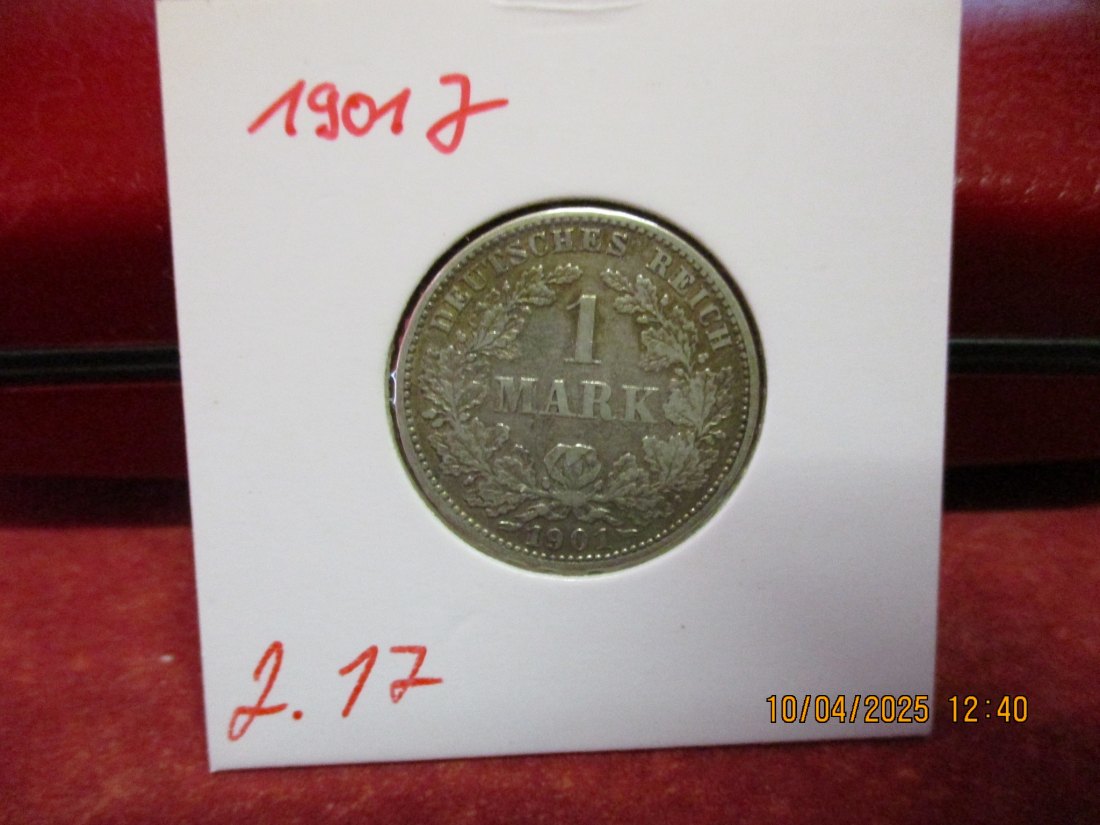 1901 J
DEUTSCHES REICH
1
MARK
1901
J. 17
10/04/2025 12:40